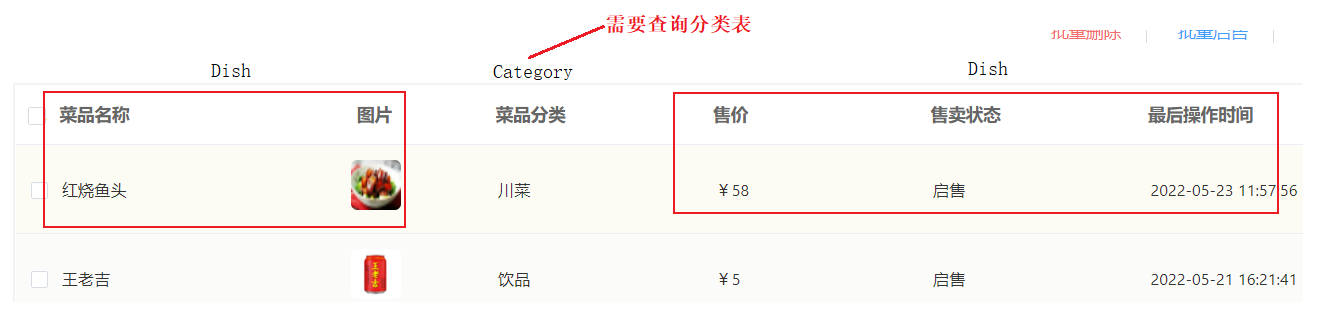 需要查询分类表
批量删除 批量启售
Dish Category Dish
菜品名称 图片 菜品分类 售价 售卖状态 最后操作时间
红烧鱼头 川菜 ￥58 启售 2022-05-23 11:57:56
王老吉 王老吉 饮品 ￥5 启售 2022-05-21 16:21:41